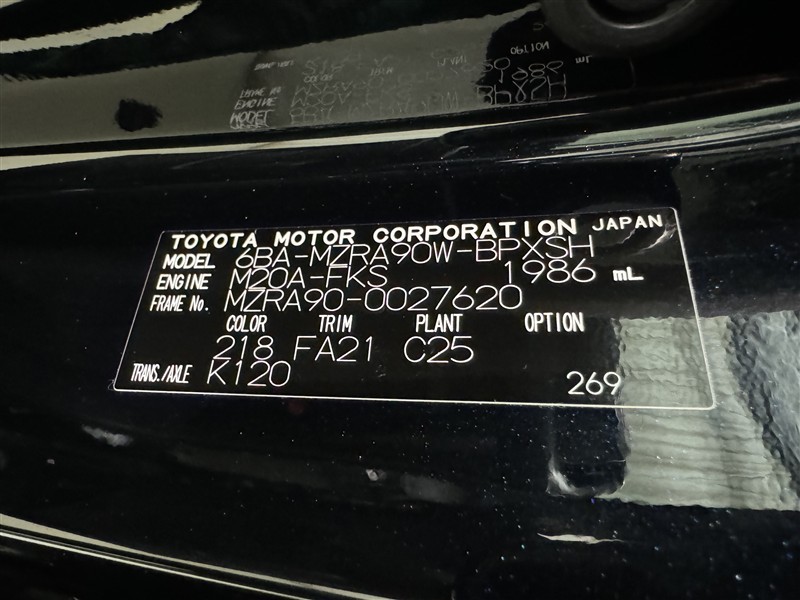 TOYOTA MOTOR CORPORATION JAPAN
MODEL 6BA-MZRA90W-BPXSH
ENGINE M20A-FKS 1986 mL
FRAME No. MZRA90-0027620
COLOR TRIM PLANT OPTION
218 FA21 C25
TRANS./AXLE K120
269